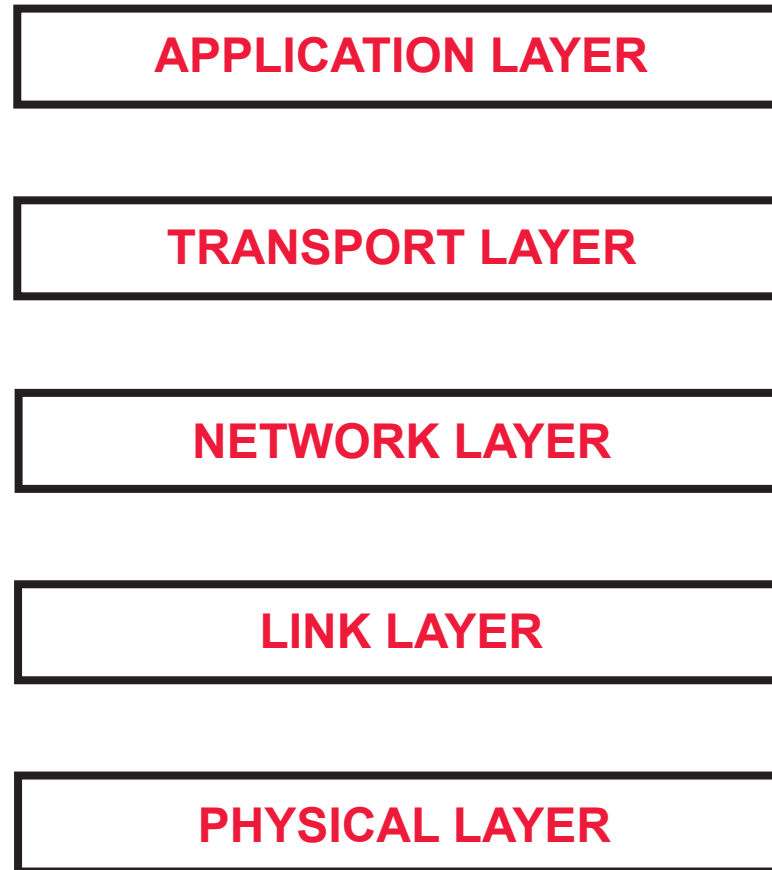 APPLICATION LAYER
TRANSPORT LAYER
NETWORK LAYER
LINK LAYER
PHYSICAL LAYER